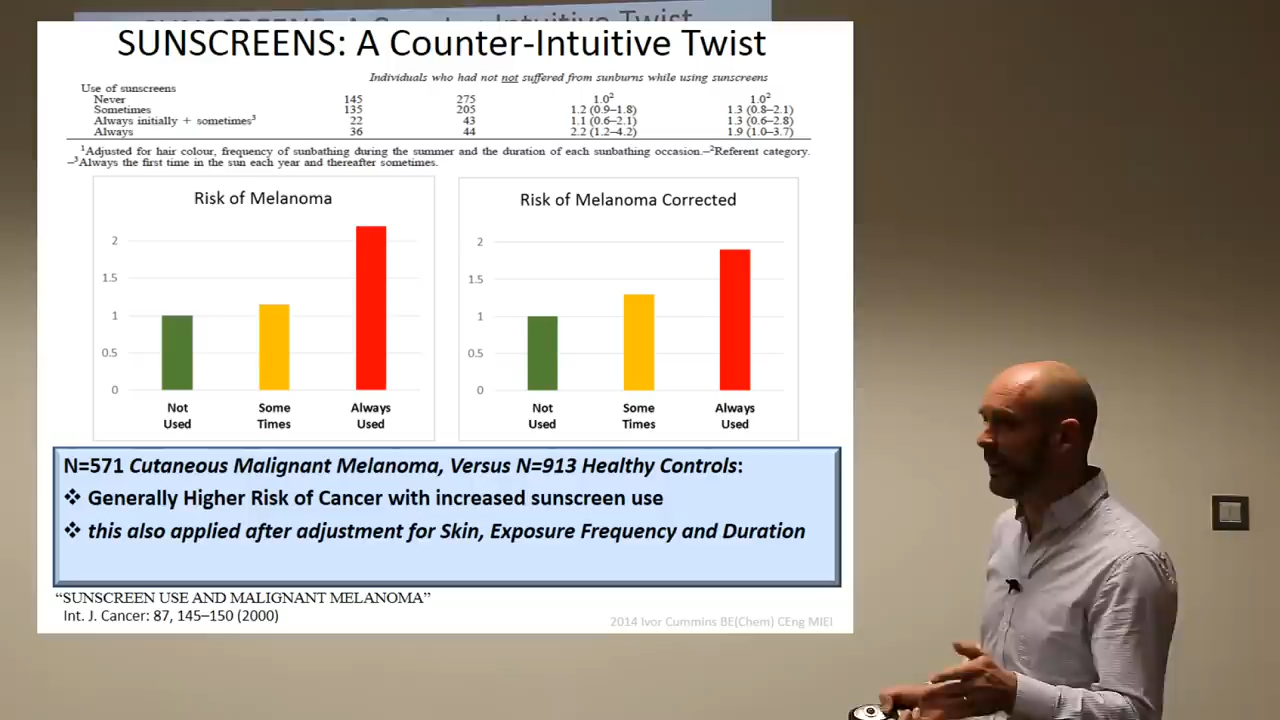 SUNSCREENS: A Counter-Intuitive Twist
SUNSCREENS: A Counter-Intuitive Twist
Individuals who had not not suffered from sunburns while using sunscreens
Use of sunscreens
Never 145 275 1.0² 1.0²
Sometimes 135 205 1.2 (0.9–1.8) 1.3 (0.8–2.1)
Always initially + sometimes³ 22 43 1.1 (0.6–2.1) 1.3 (0.6–2.8)
Always 36 44 2.2 (1.2–4.2) 1.9 (1.0–3.7)
¹Adjusted for hair colour, frequency of sunbathing during the summer and the duration of each sunbathing occasion.–²Referent category.
–³Always the first time in the sun each year and thereafter sometimes.
Risk of Melanoma
2
1.5
1
0.5
0
Not Used
Some Times
Always Used
Risk of Melanoma Corrected
2
1.5
1
0.5
0
Not Used
Some Times
Always Used
N=571 Cutaneous Malignant Melanoma, Versus N=913 Healthy Controls:
❖ Generally Higher Risk of Cancer with increased sunscreen use
❖ this also applied after adjustment for Skin, Exposure Frequency and Duration
"SUNSCREEN USE AND MALIGNANT MELANOMA"
Int. J. Cancer: 87, 145–150 (2000)
2014 Ivor Cummins BE(Chem) CEng MIEI